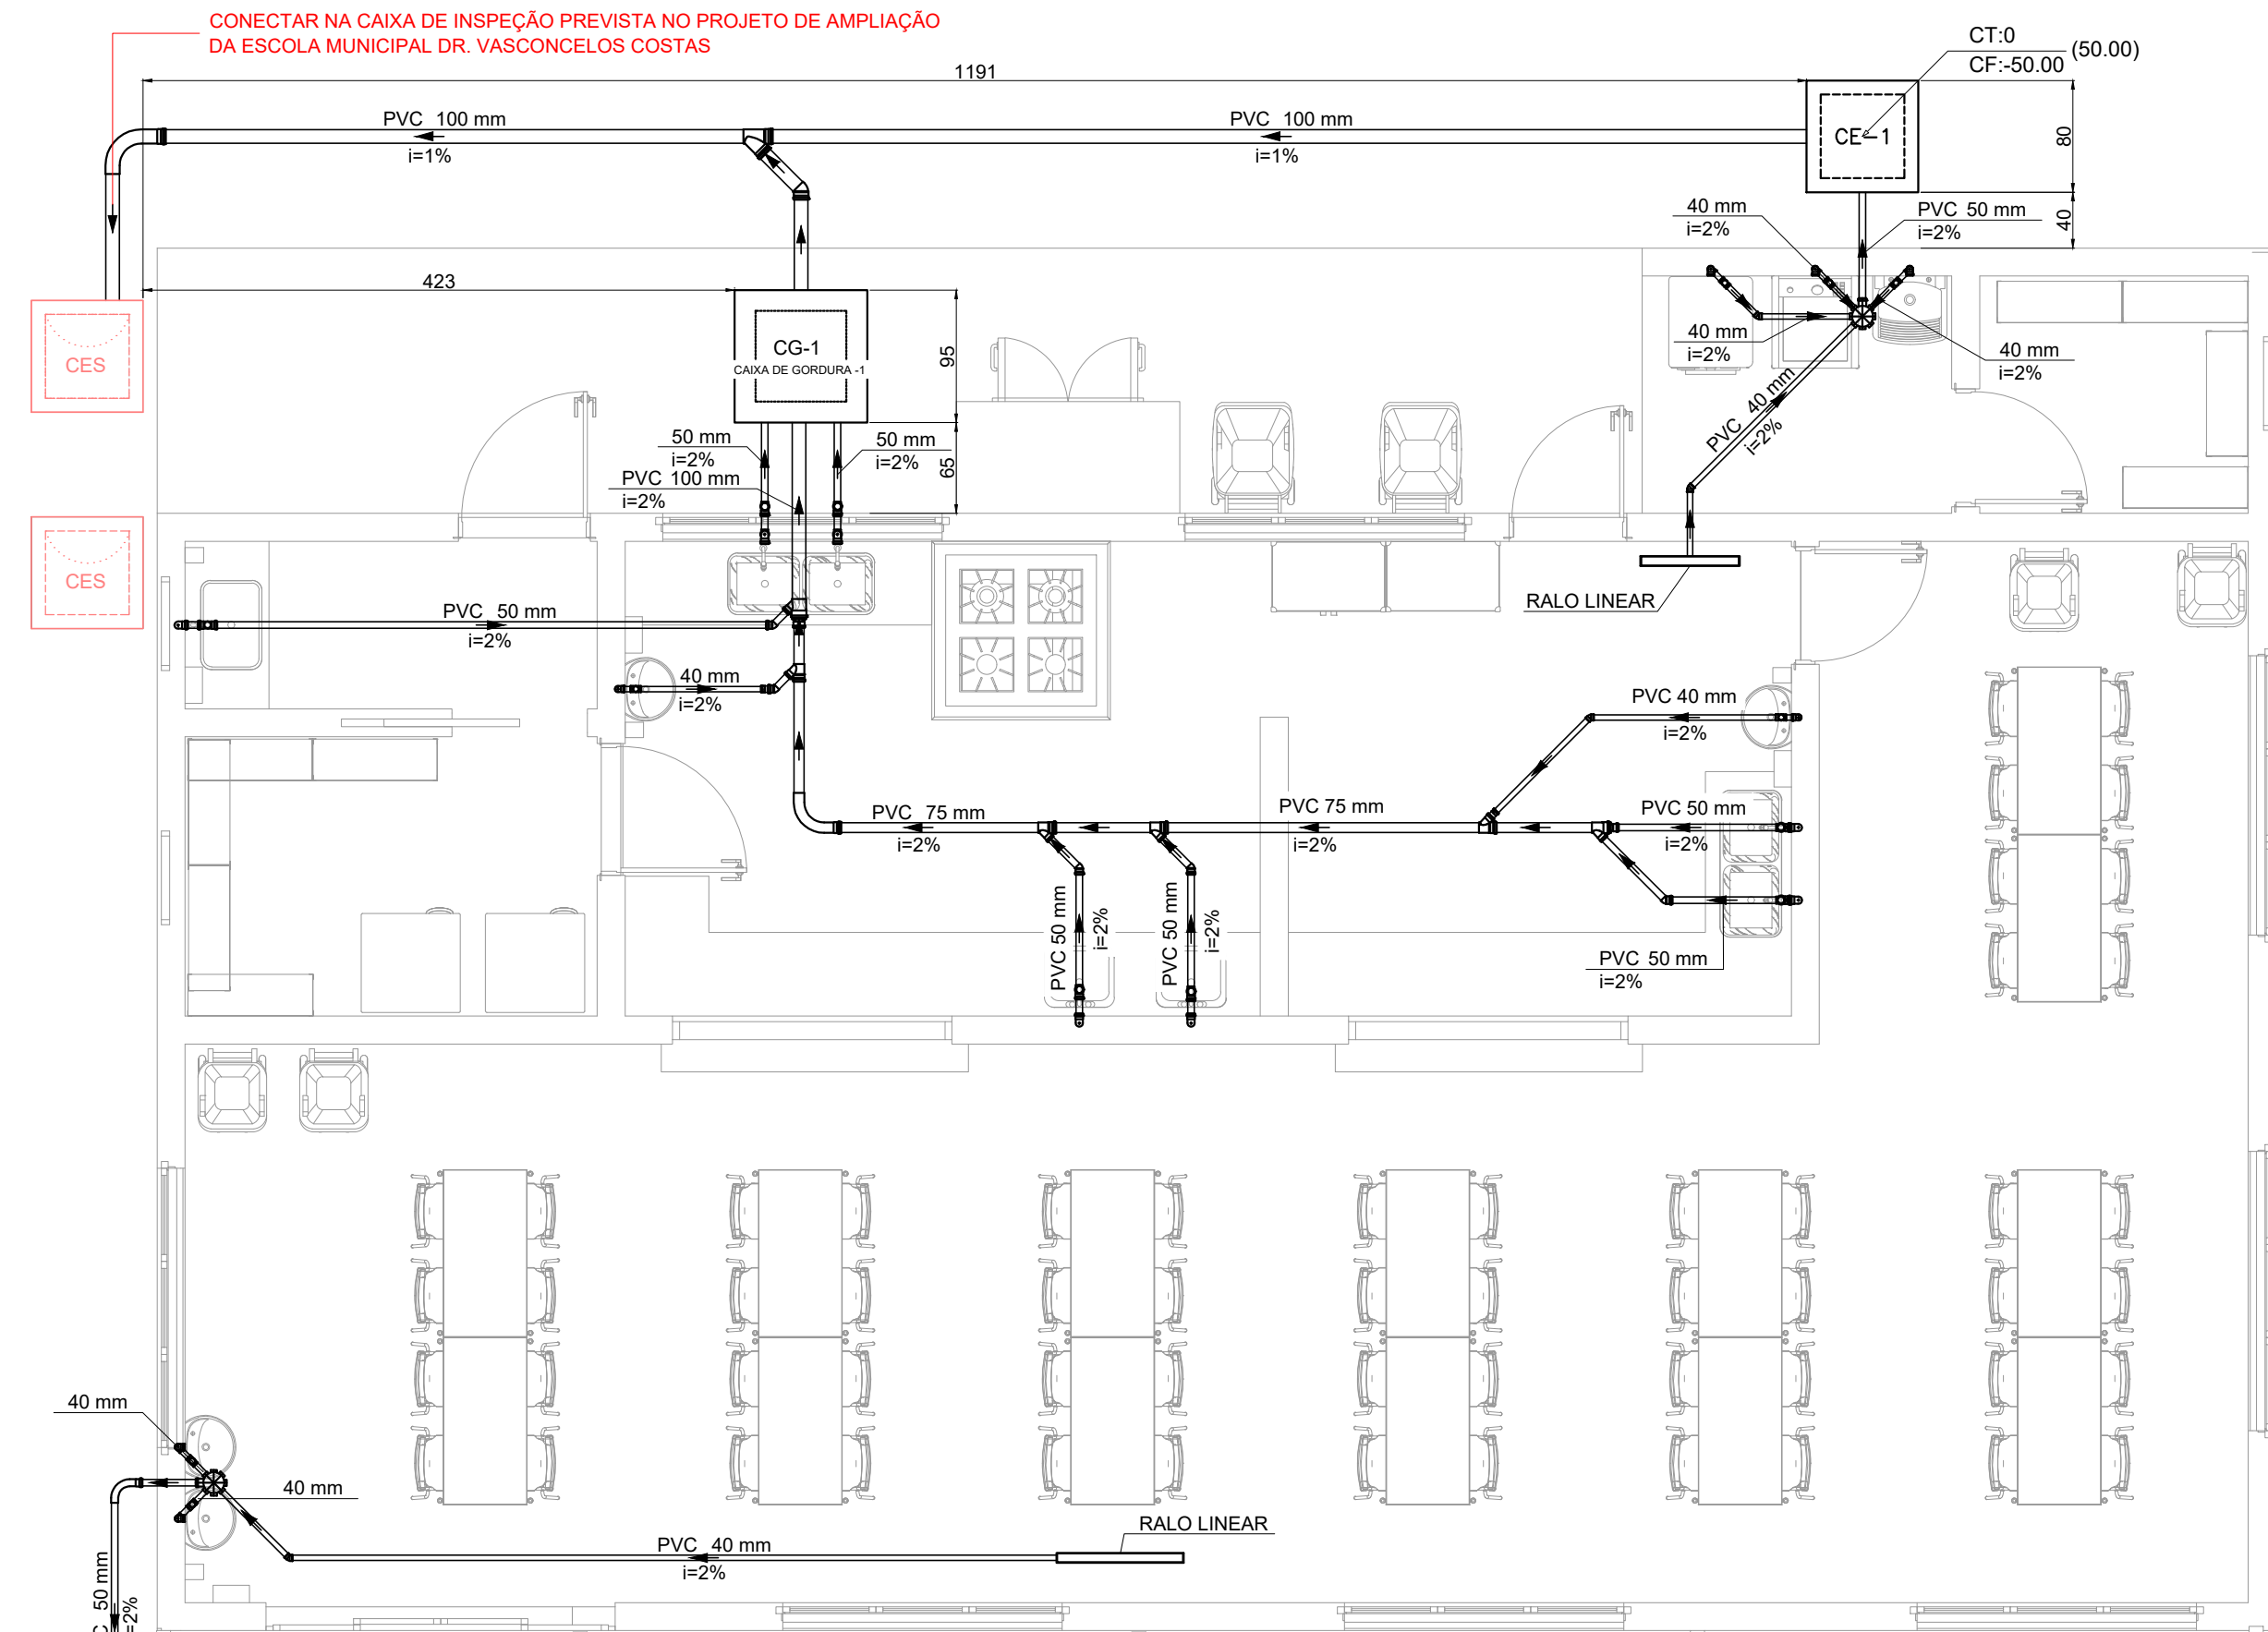 CONECTAR NA CAIXA DE INSPEÇÃO PREVISTA NO PROJETO DE AMPLIAÇÃO
DA ESCOLA MUNICIPAL DR. VASCONCELOS COSTAS
CT:0
CF:-50.00
(50.00)
1191
PVC 100 mm
i=1%
PVC 100 mm
i=1%
CE-1
80
40
40 mm
i=2%
PVC 50 mm
i=2%
423
CES
CG-1
CAIXA DE GORDURA -1
95
65
40 mm
i=2%
40 mm
i=2%
PVC 40 mm
i=2%
50 mm
i=2%
50 mm
i=2%
PVC 100 mm
i=2%
CES
RALO LINEAR
PVC 50 mm
i=2%
40 mm
i=2%
PVC 40 mm
i=2%
PVC 75 mm
i=2%
PVC 75 mm
i=2%
PVC 50 mm
i=2%
PVC 50 mm
i=2%
PVC 50 mm
i=2%
PVC 50 mm
i=2%
40 mm
40 mm
RALO LINEAR
PVC 40 mm
i=2%
50 mm
=2%